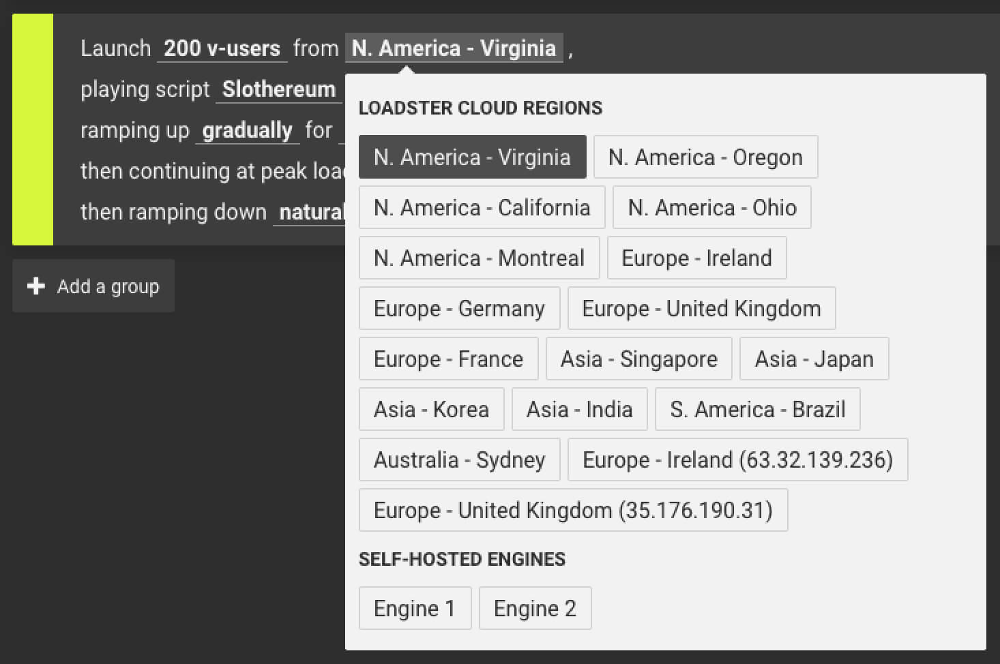 Launch 200 v-users from N. America - Virginia ,
playing script Slothereum
ramping up gradually for
then continuing at peak
then ramping down
Add a group
LOADSTER CLOUD REGIONS
N. America - Virginia N. America - Oregon
N. America - California N. America - Ohio
N. America - Montreal Europe - Ireland
Europe - Germany Europe - United Kingdom
Europe - France Asia - Singapore Asia - Japan
Asia - Korea Asia - India S. America - Brazil
Australia - Sydney Europe - Ireland (63.32.139.236)
Europe - United Kingdom (35.176.190.31)
SELF-HOSTED ENGINES
Engine 1 Engine 2